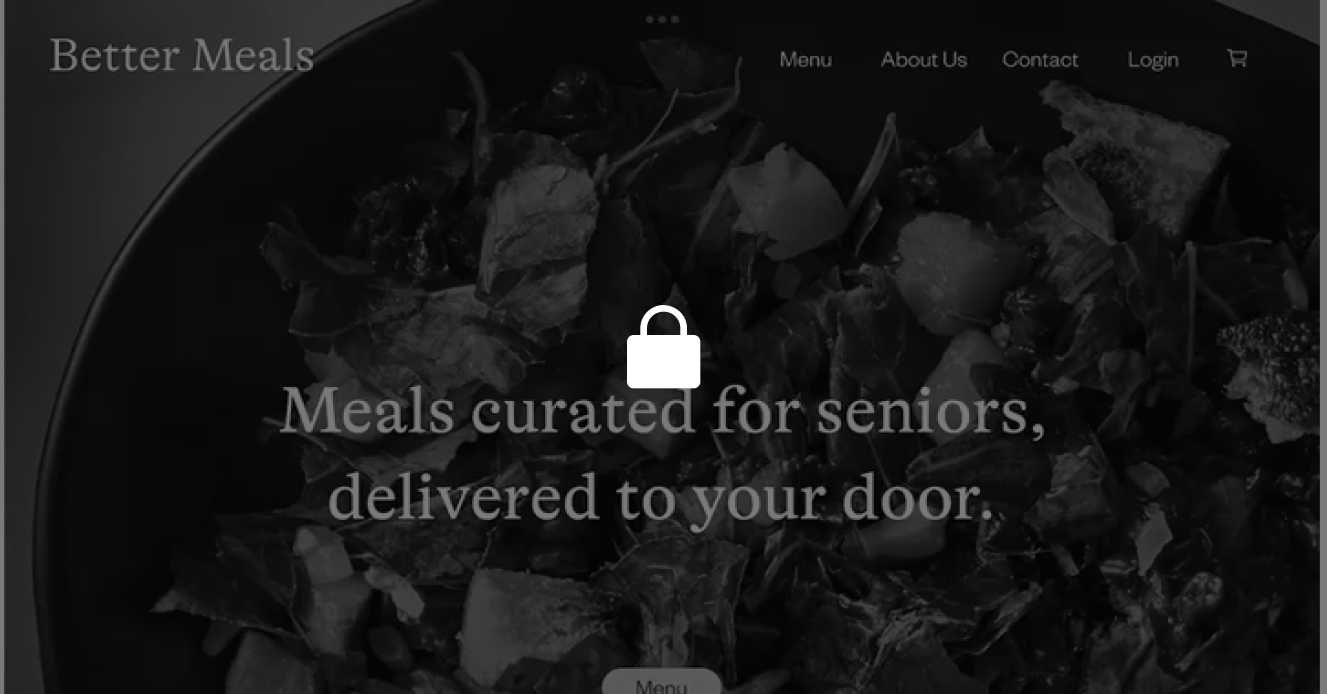 Better Meals
Menu About Us Contact Login
Meals curated for seniors,
delivered to your door.
Menu